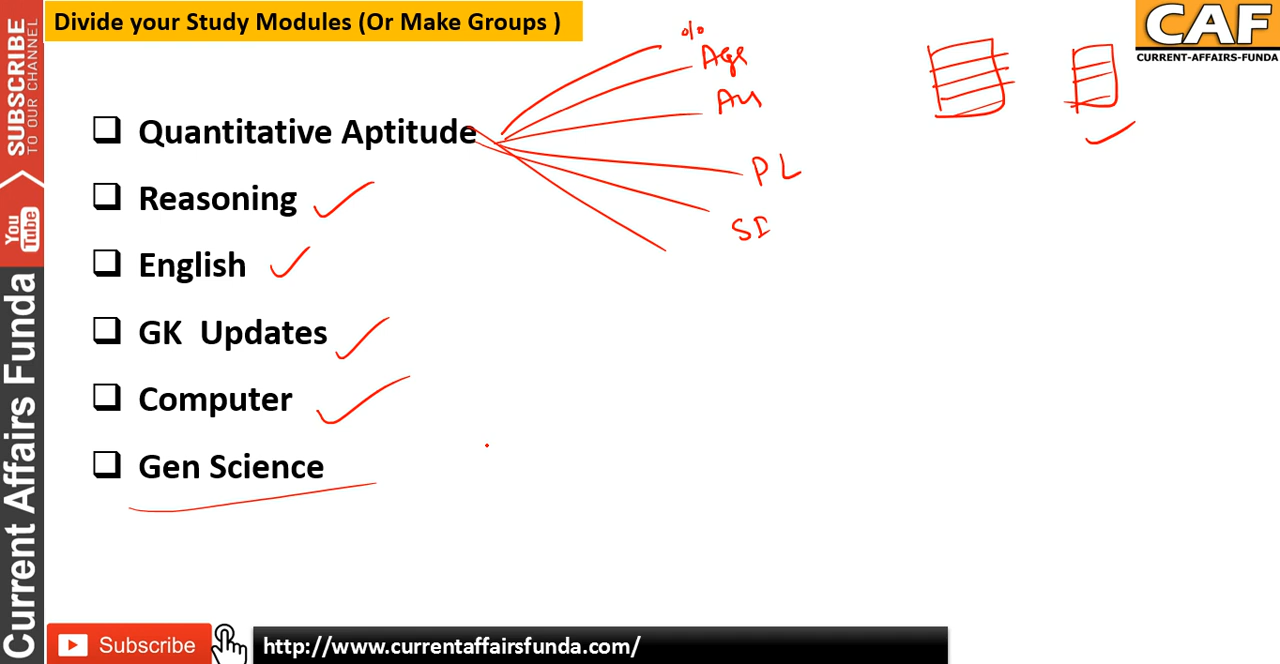 Divide your Study Modules (Or Make Groups )
CAF
CURRENT-AFFAIRS-FUNDA
SUBSCRIBE
TO OUR CHANNEL
You
Tube
Current Affairs Funda
%
Age
Quantitative Aptitude
PL
Reasoning
SI
English
GK Updates
Computer
Gen Science
Subscribe
http://www.currentaffairsfunda.com/